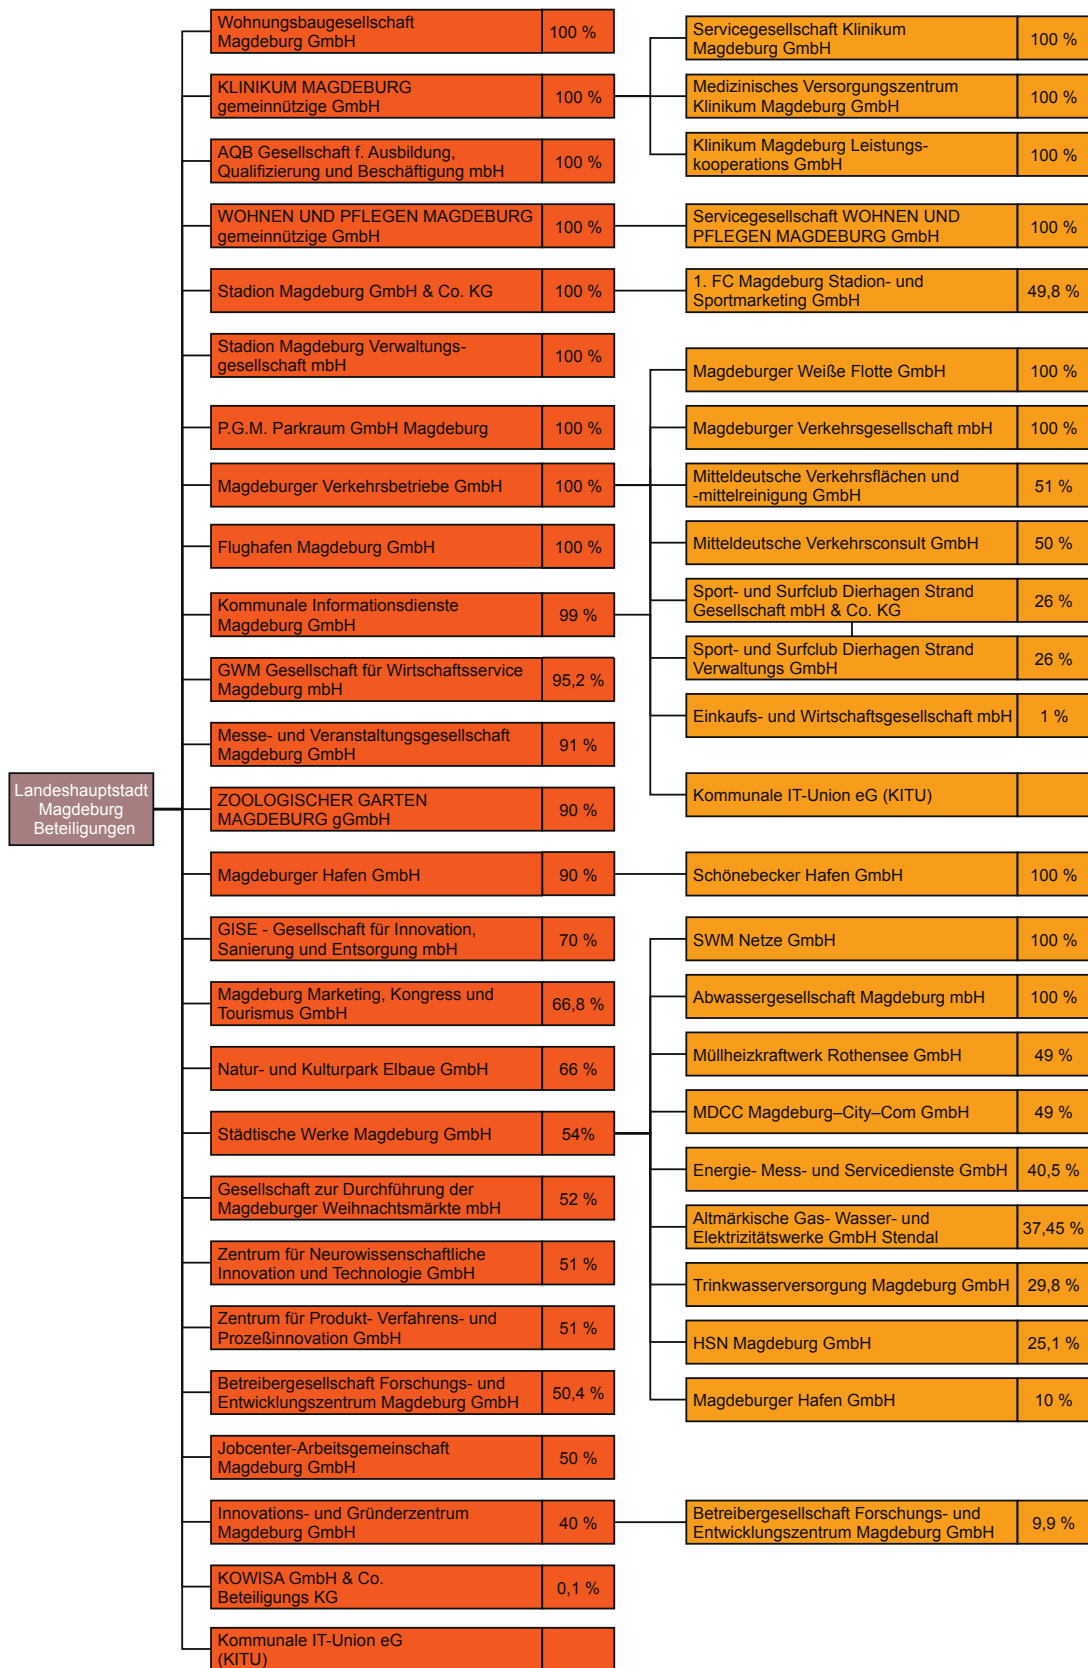 Landeshauptstadt
Magdeburg
Beteiligungen
Wohnungsbaugesellschaft
Magdeburg GmbH
100 %
KLINIKUM MAGDEBURG
gemeinnützige GmbH
100 %
AQB Gesellschaft f. Ausbildung,
Qualifizierung und Beschäftigung mbH
100 %
WOHNEN UND PFLEGEN MAGDEBURG
gemeinnützige GmbH
100 %
Stadion Magdeburg GmbH & Co. KG
100 %
Stadion Magdeburg Verwaltungs-
gesellschaft mbH
100 %
P.G.M. Parkraum GmbH Magdeburg
100 %
Magdeburger Verkehrsbetriebe GmbH
100 %
Flughafen Magdeburg GmbH
100 %
Kommunale Informationsdienste
Magdeburg GmbH
99 %
GWM Gesellschaft für Wirtschaftsservice
Magdeburg mbH
95,2 %
Messe- und Veranstaltungsgesellschaft
Magdeburg GmbH
91 %
ZOOLOGISCHER GARTEN
MAGDEBURG gGmbH
90 %
Magdeburger Hafen GmbH
90 %
GISE - Gesellschaft für Innovation,
Sanierung und Entsorgung mbH
70 %
Magdeburg Marketing, Kongress und
Tourismus GmbH
66,8 %
Natur- und Kulturpark Elbaue GmbH
66 %
Städtische Werke Magdeburg GmbH
54%
Gesellschaft zur Durchführung der
Magdeburger Weihnachtsmärkte mbH
52 %
Zentrum für Neurowissenschaftliche
Innovation und Technologie GmbH
51 %
Zentrum für Produkt- Verfahrens- und
Prozeßinnovation GmbH
51 %
Betreibergesellschaft Forschungs- und
Entwicklungszentrum Magdeburg GmbH
50,4 %
Jobcenter-Arbeitsgemeinschaft
Magdeburg GmbH
50 %
Innovations- und Gründerzentrum
Magdeburg GmbH
40 %
KOWISA GmbH & Co.
Beteiligungs KG
0,1 %
Kommunale IT-Union eG
(KITU)
Servicegesellschaft Klinikum
Magdeburg GmbH
100 %
Medizinisches Versorgungszentrum
Klinikum Magdeburg GmbH
100 %
Klinikum Magdeburg Leistungs-
kooperations GmbH
100 %
Servicegesellschaft WOHNEN UND
PFLEGEN MAGDEBURG GmbH
100 %
1. FC Magdeburg Stadion- und
Sportmarketing GmbH
49,8 %
Magdeburger Weiße Flotte GmbH
100 %
Magdeburger Verkehrsgesellschaft mbH
100 %
Mitteldeutsche Verkehrsflächen und
-mittelreinigung GmbH
51 %
Mitteldeutsche Verkehrsconsult GmbH
50 %
Sport- und Surfclub Dierhagen Strand
Gesellschaft mbH & Co. KG
26 %
Sport- und Surfclub Dierhagen Strand
Verwaltungs GmbH
26 %
Einkaufs- und Wirtschaftsgesellschaft mbH
1 %
Kommunale IT-Union eG (KITU)
Schönebecker Hafen GmbH
100 %
SWM Netze GmbH
100 %
Abwassergesellschaft Magdeburg mbH
100 %
Müllheizkraftwerk Rothensee GmbH
49 %
MDCC Magdeburg–City–Com GmbH
49 %
Energie- Mess- und Servicedienste GmbH
40,5 %
Altmärkische Gas- Wasser- und
Elektrizitätswerke GmbH Stendal
37,45 %
Trinkwasserversorgung Magdeburg GmbH
29,8 %
HSN Magdeburg GmbH
25,1 %
Magdeburger Hafen GmbH
10 %
Betreibergesellschaft Forschungs- und
Entwicklungszentrum Magdeburg GmbH
9,9 %